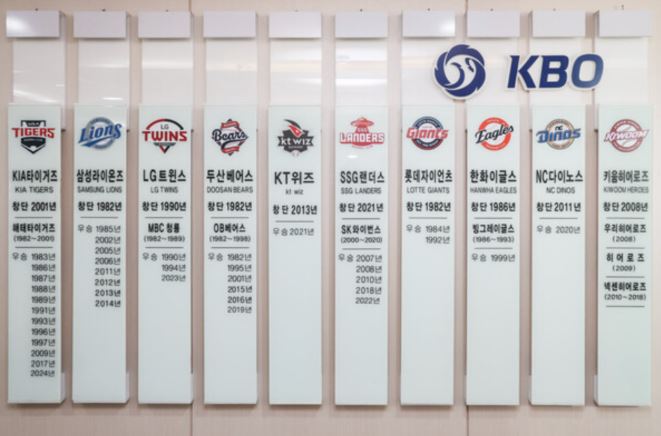 KBO
TIGERS
KIA타이거즈
KIA TIGERS
창단 2001년
해태타이거즈
(1982~2001)
우승 1983년
1986년
1987년
1988년
1989년
1991년
1993년
1996년
1997년
2009년
2017년
2024년
Lions
삼성라이온즈
SAMSUNG LIONS
창단 1982년
우승 1985년
2002년
2005년
2006년
2011년
2012년
2013년
2014년
LG
TWINS
LG트윈스
LG TWINS
창단 1990년
MBC 청룡
(1982~1989)
우승 1990년
1994년
2023년
Bears
두산베어스
DOOSAN BEARS
창단 1982년
OB베어스
(1982~1998)
우승 1982년
1995년
2001년
2015년
2016년
2019년
kt wiz
KT위즈
kt wiz
창단 2013년
우승 2021년
SSG
LANDERS
SSG랜더스
SSG LANDERS
창단 2021년
SK와이번스
(2000~2020)
우승 2007년
2008년
2010년
2018년
2022년
Giants
롯데자이언츠
LOTTE GIANTS
창단 1982년
우승 1984년
1992년
Eagles
한화이글스
HANWHA EAGLES
창단 1986년
빙그레이글스
(1986~1993)
우승 1999년
NC
DINOS
NC다이노스
NC DINOS
창단 2011년
우승 2020년
KIWOOM
키움히어로즈
KIWOOM HEROES
창단 2008년
우리히어로즈
(2008)
히어로즈
(2009)
넥센히어로즈
(2010~2018)